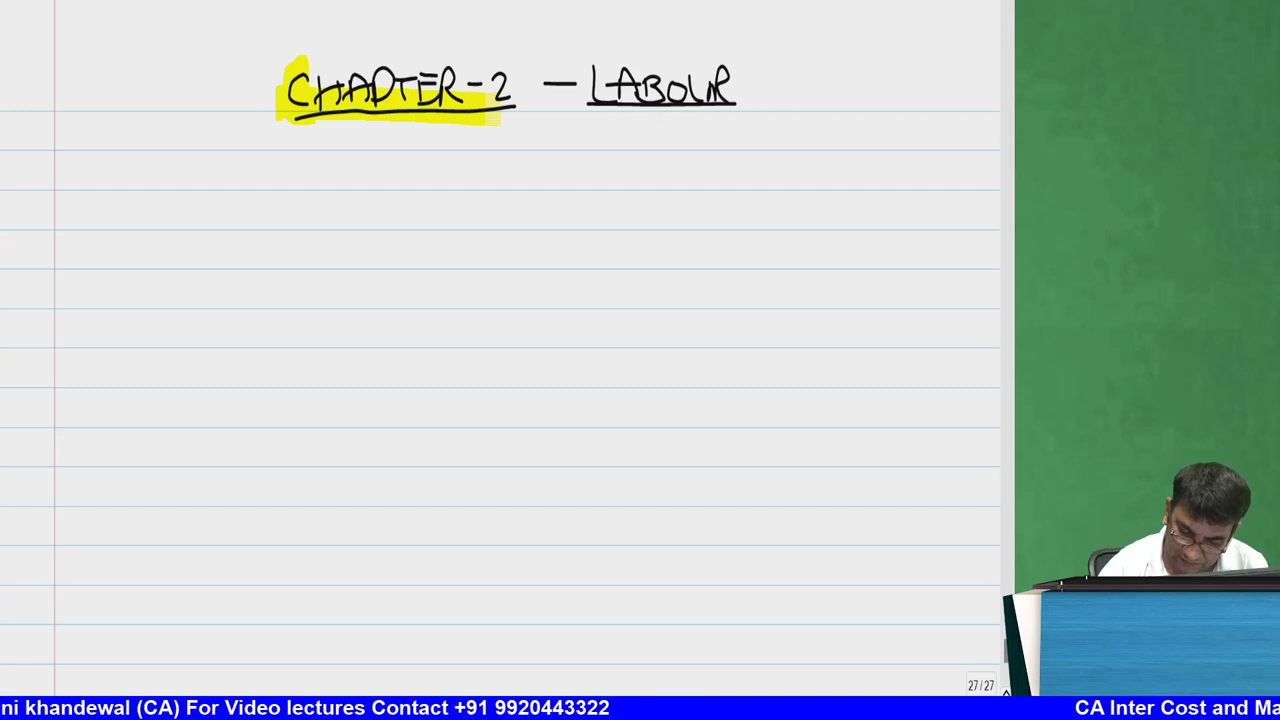 CHAPTER-2 — LABOUR
27/27
ni khandewal (CA) For Video lectures Contact +91 9920443322
CA Inter Cost and Ma